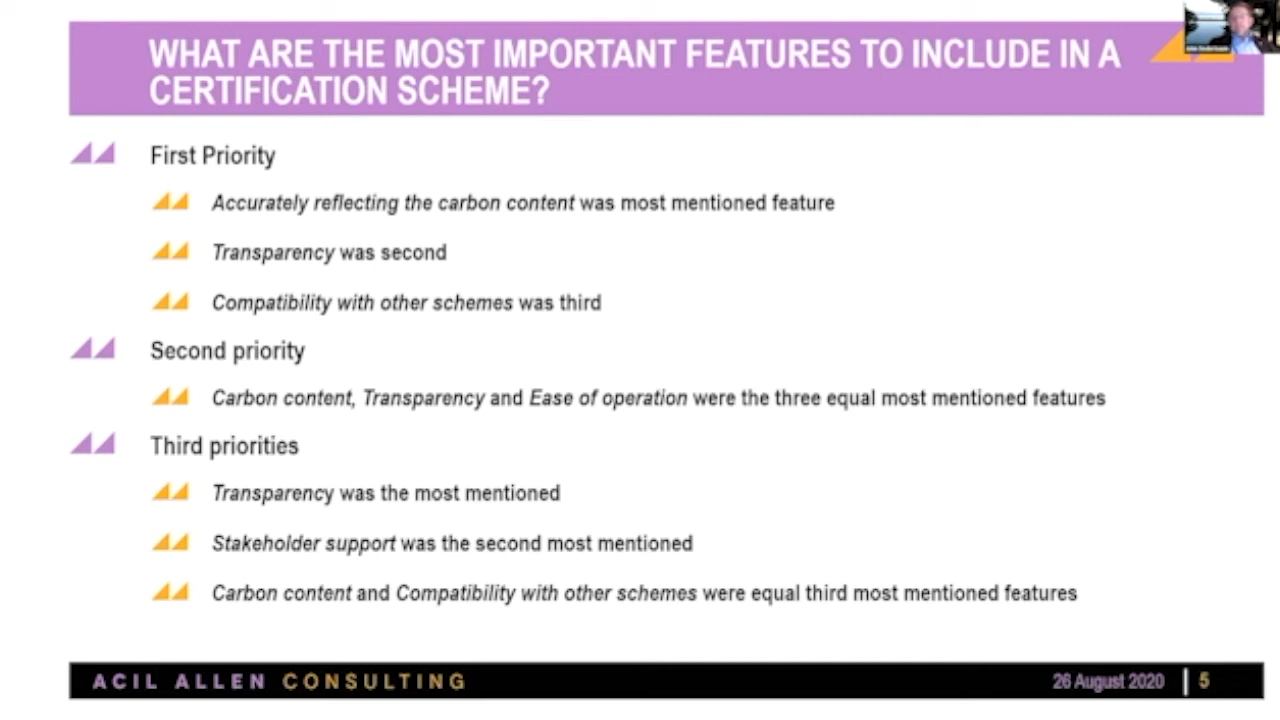 WHAT ARE THE MOST IMPORTANT FEATURES TO INCLUDE IN A
CERTIFICATION SCHEME?
First Priority
Accurately reflecting the carbon content was most mentioned feature
Transparency was second
Compatibility with other schemes was third
Second priority
Carbon content, Transparency and Ease of operation were the three equal most mentioned features
Third priorities
Transparency was the most mentioned
Stakeholder support was the second most mentioned
Carbon content and Compatibility with other schemes were equal third most mentioned features
ACIL ALLEN CONSULTING
26 August 2020 | 5